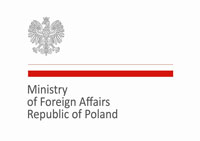 Ministry
of Foreign Affairs
Republic of Poland